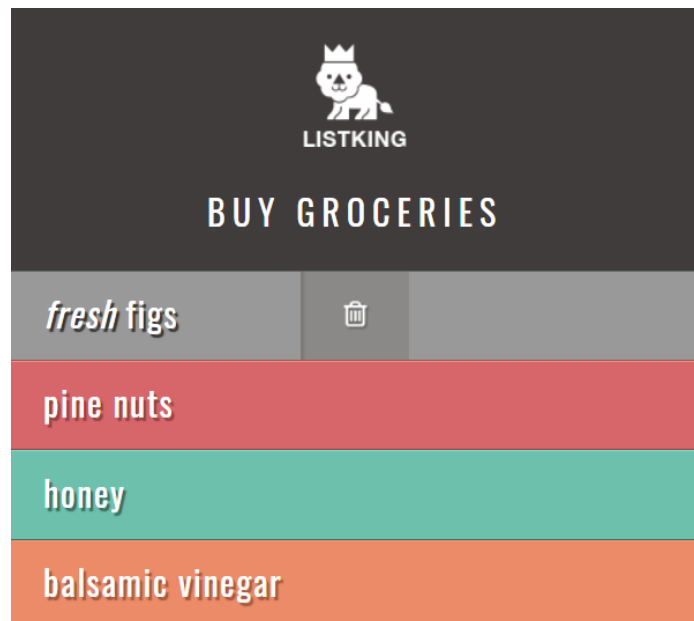 LISTKING
BUY GROCERIES
fresh figs
pine nuts
honey
balsamic vinegar